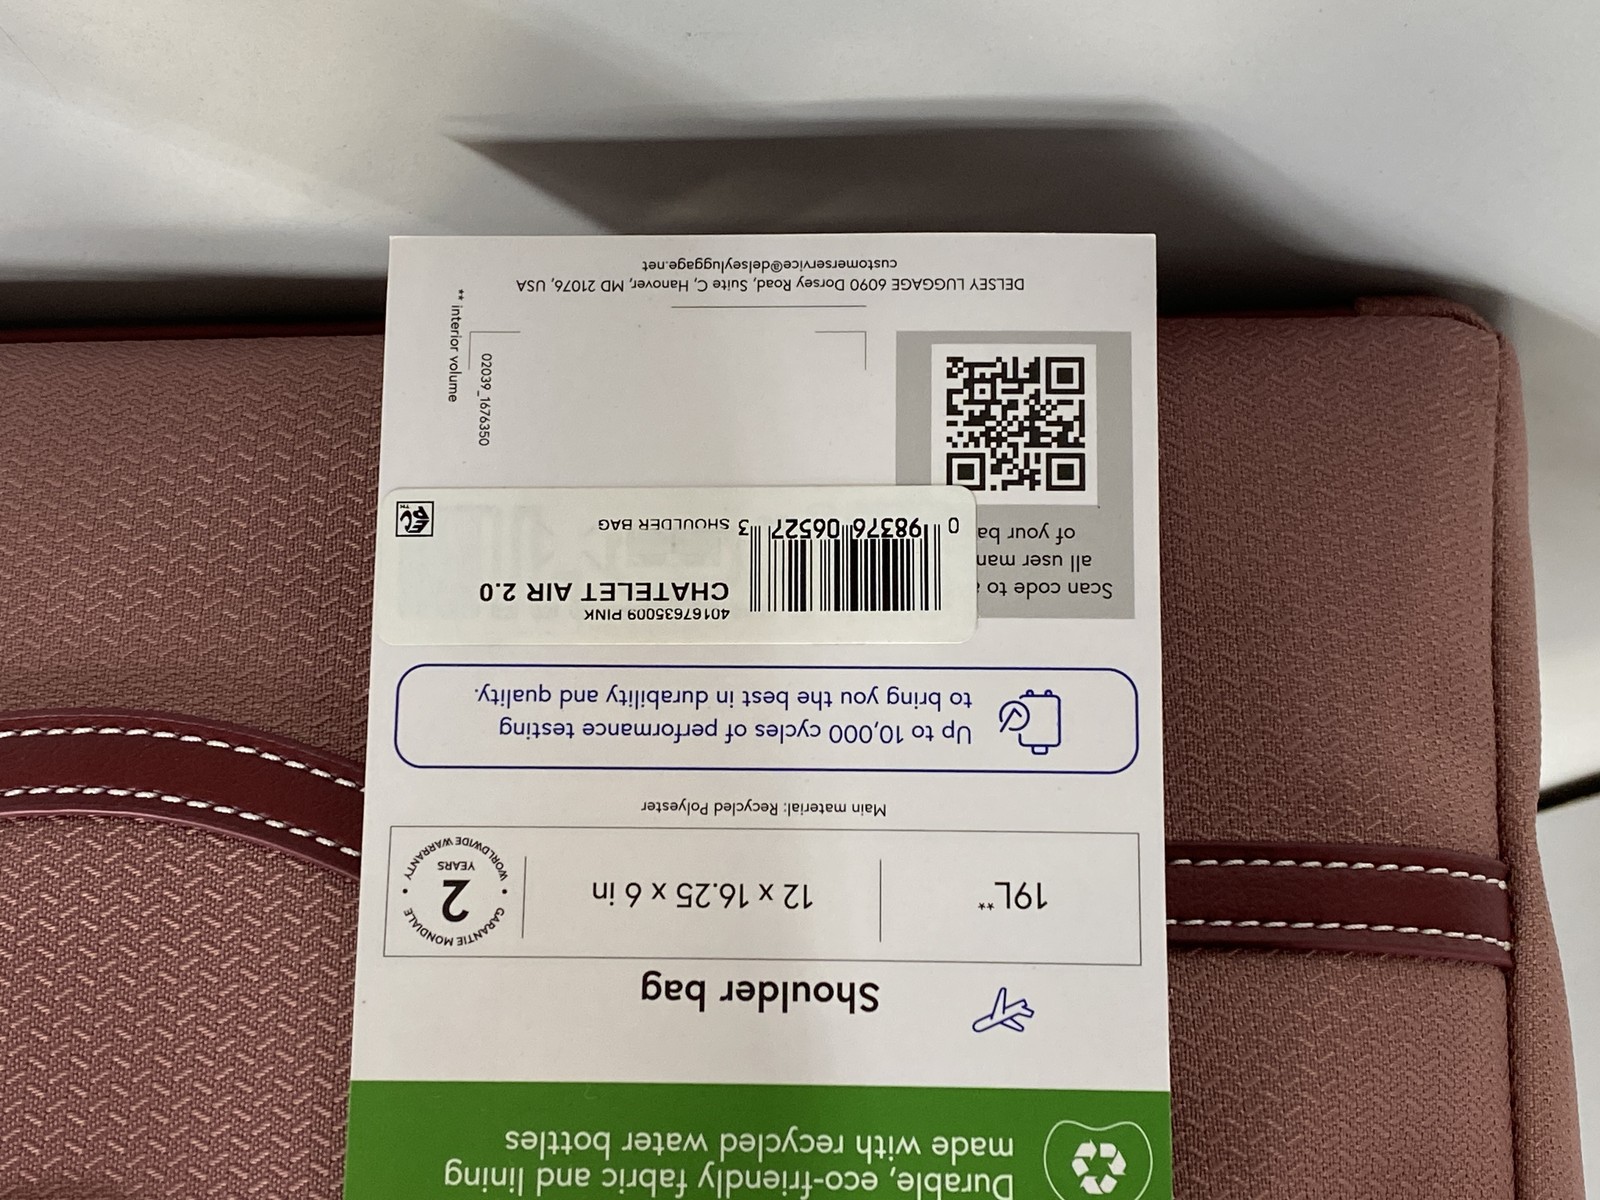 Durable, eco-friendly fabric and lining
made with recycled water bottles
Shoulder bag
19L**
12 x 16.25 x 6 in
GARANTIE MONDIALE • WORLDWIDE WARRANTY •
2
YEARS
Main material: Recycled Polyester
Up to 10,000 cycles of performance testing
to bring you the best in durability and quality.
Scan code to
all user
of your
40167635009 PINK
CHATELET AIR 2.0
0 98376 06527 3
SHOULDER BAG
02039_1676350
** interior volume
DELSEY LUGGAGE 6090 Dorsey Road, Suite C, Hanover, MD 21076, USA
customerservice@delseyluggage.net